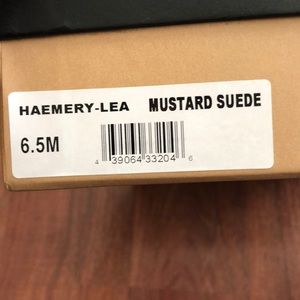 HAEMERY-LEA MUSTARD SUEDE
6.5M
4 39064 33204 6